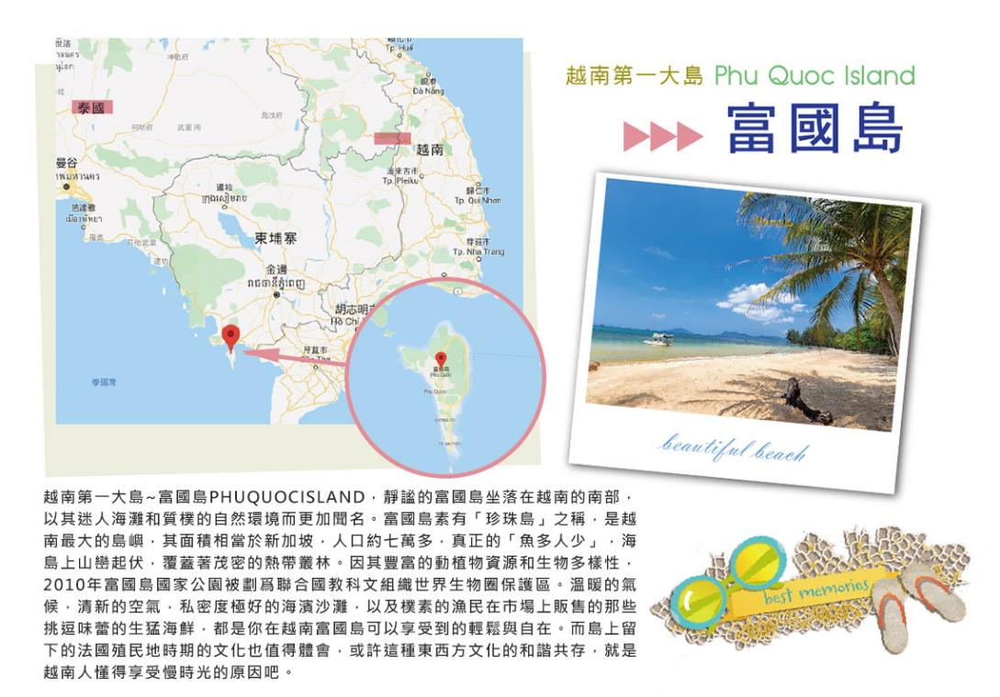 越南第一大島 Phu Quoc Island
富國島
泰國
越南
曼谷
峴港
Đà Nẵng
Tp. Huế
波來古市
Tp. Pleiku
歸仁市
Tp. Qui Nhơn
芽莊市
Tp. Nha Trang
暹粒
柬埔寨
金邊
胡志明市
Hồ Chí
芭達雅
泰國灣
富國島
Phú Quốc
beautiful beach
越南第一大島~富國島PHUQUOCISLAND，靜謐的富國島坐落在越南的南部，
以其迷人海灘和質樸的自然環境而更加聞名。富國島素有「珍珠島」之稱，是越
南最大的島嶼，其面積相當於新加坡，人口約七萬多，真正的「魚多人少」，海
島上山巒起伏，覆蓋著茂密的熱帶叢林。因其豐富的動植物資源和生物多樣性，
2010年富國島國家公園被劃爲聯合國教科文組織世界生物圈保護區。溫暖的氣
候，清新的空氣，私密度極好的海濱沙灘，以及樸素的漁民在市場上販售的那些
挑逗味蕾的生猛海鮮，都是你在越南富國島可以享受到的輕鬆與自在。而島上留
下的法國殖民地時期的文化也值得體會，或許這種東西方文化的和諧共存，就是
越南人懂得享受慢時光的原因吧。
best memories